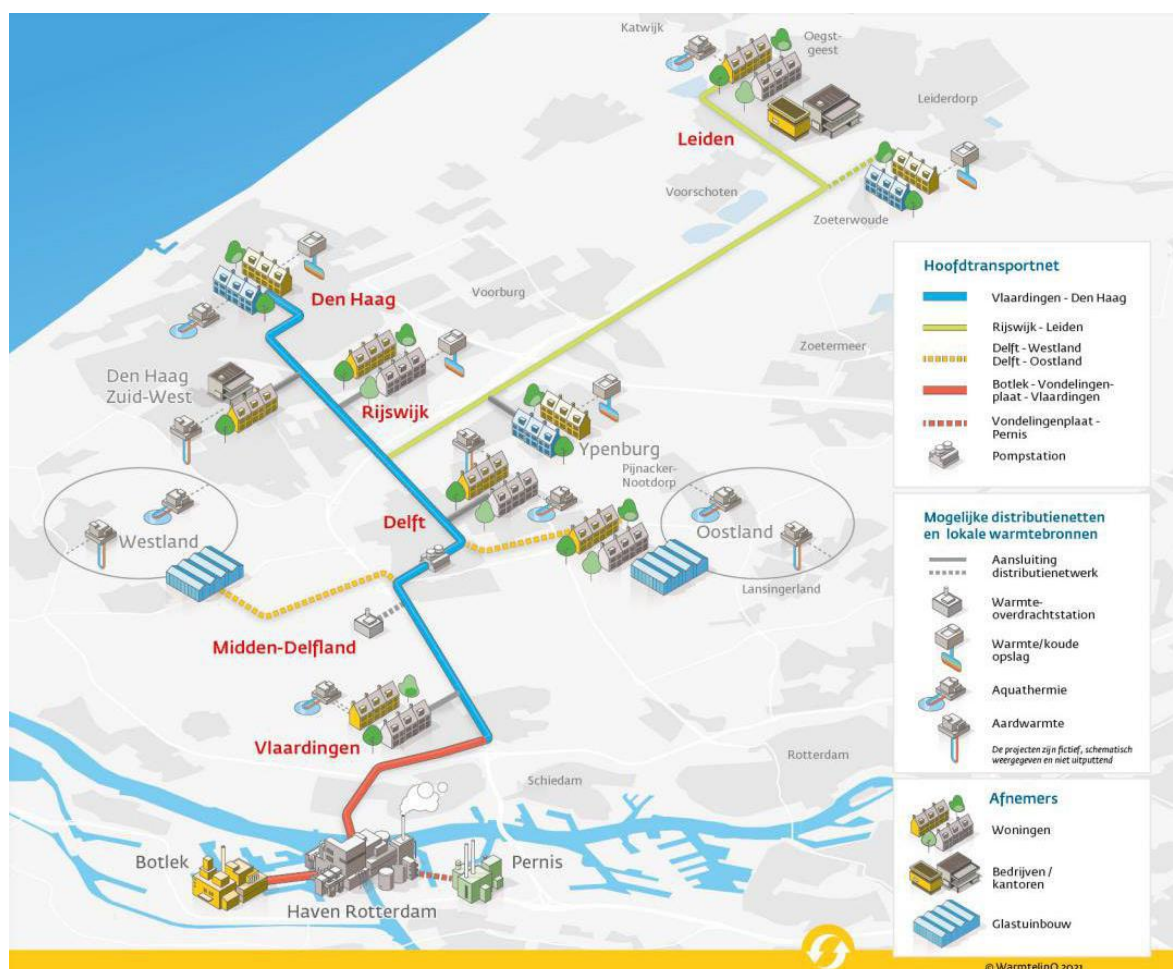 Katwijk
Oegst-
geest
Leiderdorp
Leiden
Voorschoten
Zoeterwoude
Den Haag
Voorburg
Zoetermeer
Den Haag
Zuid-West
Rijswijk
Ypenburg
Pijnacker-
Nootdorp
Delft
Westland
Oostland
Lansingerland
Midden-Delfland
Vlaardingen
Schiedam
Rotterdam
Botlek
Pernis
Haven Rotterdam
Hoofdtransportnet
Vlaardingen - Den Haag
Rijswijk - Leiden
Delft - Westland
Delft - Oostland
Botlek - Vondelingen-
plaat - Vlaardingen
Vondelingenplaat -
Pernis
Pompstation
Mogelijke distributienetten
en lokale warmtebronnen
Aansluiting
distributienetwerk
Warmte-
overdrachtstation
Warmte/koude
opslag
Aquathermie
Aardwarmte
De projecten zijn fictief, schematisch
weergegeven en niet uitputtend
Afnemers
Woningen
Bedrijven /
kantoren
Glastuinbouw
© WarmtelinQ 2021